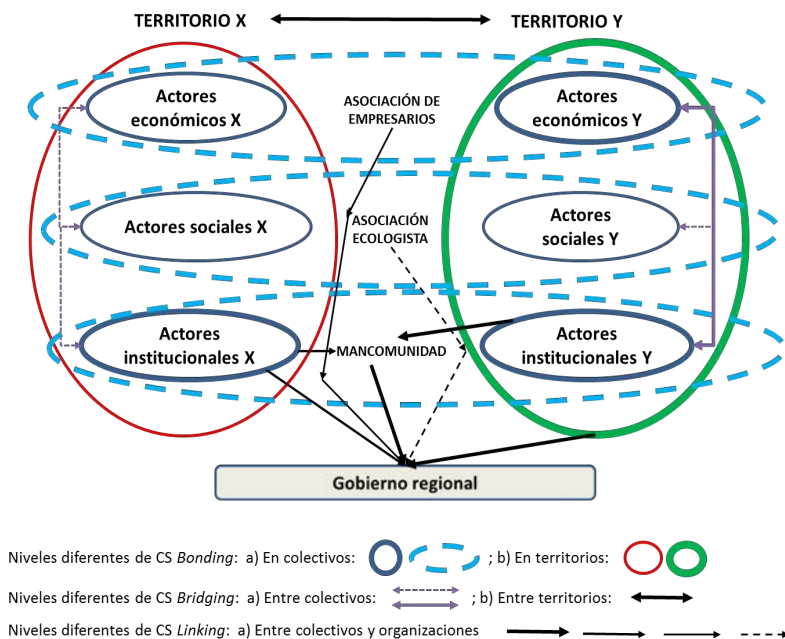 TERRITORIO X
TERRITORIO Y
Actores
económicos X
ASOCIACIÓN DE
EMPRESARIOS
Actores
económicos Y
Actores sociales X
ASOCIACIÓN
ECOLOGISTA
Actores
sociales Y
Actores
institucionales X
MANCOMUNIDAD
Actores
institucionales Y
Gobierno regional
Niveles diferentes de CS Bonding: a) En colectivos: ; b) En territorios:
Niveles diferentes de CS Bridging: a) Entre colectivos: ; b) Entre territorios:
Niveles diferentes de CS Linking: a) Entre colectivos y organizaciones